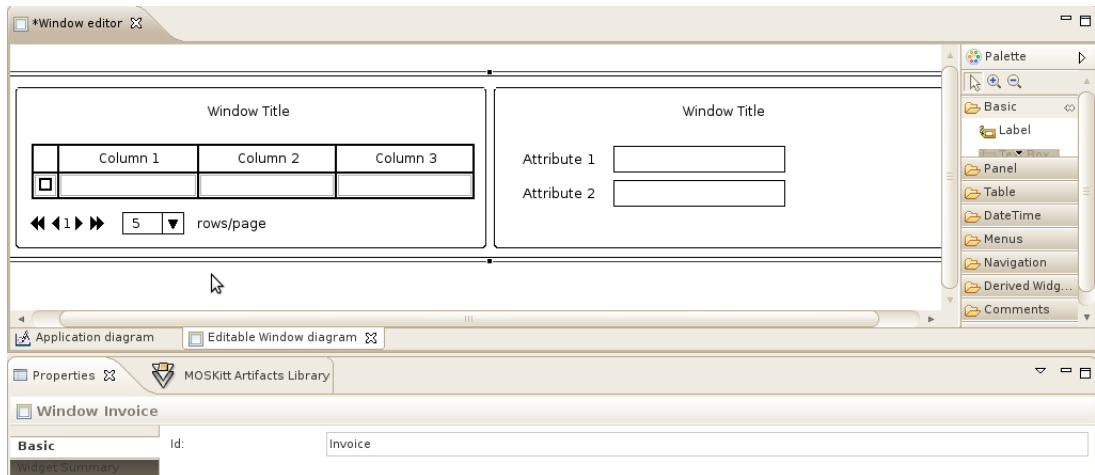 *Window editor
Palette
Basic
Label
Text Box
Panel
Table
DateTime
Menus
Navigation
Derived Widg...
Comments
Window Title
Column 1 Column 2 Column 3
1 5 rows/page
Window Title
Attribute 1
Attribute 2
Application diagram Editable Window diagram
Properties MOSKitt Artifacts Library
Window Invoice
Basic
Id: Invoice
Widget Summary